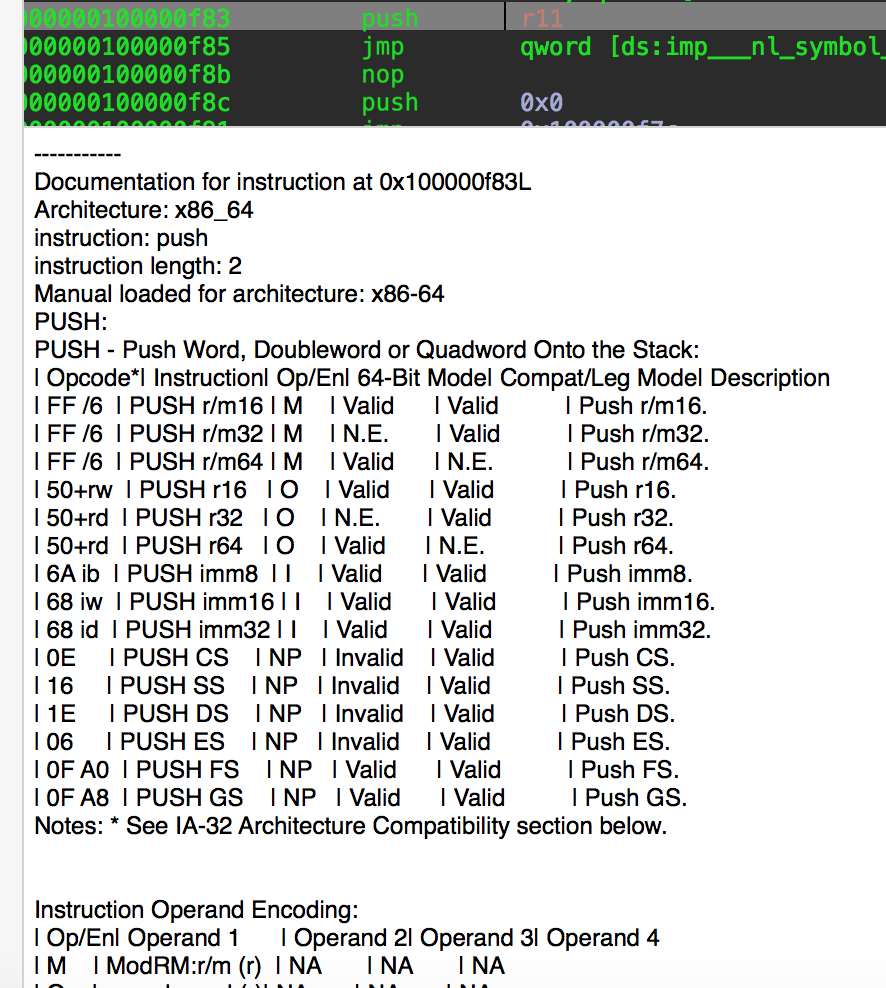 000000100000f83 push r11
000000100000f85 jmp qword [ds:imp___nl_symbol_
000000100000f8b nop
000000100000f8c push 0x0
-----------
Documentation for instruction at 0x100000f83L
Architecture: x86_64
instruction: push
instruction length: 2
Manual loaded for architecture: x86-64
PUSH:
PUSH - Push Word, Doubleword or Quadword Onto the Stack:
| Opcode*| Instruction| Op/En| 64-Bit Mode| Compat/Leg Mode| Description
| FF /6 | PUSH r/m16 | M | Valid | Valid | Push r/m16.
| FF /6 | PUSH r/m32 | M | N.E. | Valid | Push r/m32.
| FF /6 | PUSH r/m64 | M | Valid | N.E. | Push r/m64.
| 50+rw | PUSH r16 | O | Valid | Valid | Push r16.
| 50+rd | PUSH r32 | O | N.E. | Valid | Push r32.
| 50+rd | PUSH r64 | O | Valid | N.E. | Push r64.
| 6A ib | PUSH imm8 | I | Valid | Valid | Push imm8.
| 68 iw | PUSH imm16 | I | Valid | Valid | Push imm16.
| 68 id | PUSH imm32 | I | Valid | Valid | Push imm32.
| 0E | PUSH CS | NP | Invalid | Valid | Push CS.
| 16 | PUSH SS | NP | Invalid | Valid | Push SS.
| 1E | PUSH DS | NP | Invalid | Valid | Push DS.
| 06 | PUSH ES | NP | Invalid | Valid | Push ES.
| 0F A0 | PUSH FS | NP | Valid | Valid | Push FS.
| 0F A8 | PUSH GS | NP | Valid | Valid | Push GS.
Notes: * See IA-32 Architecture Compatibility section below.
Instruction Operand Encoding:
| Op/En| Operand 1 | Operand 2| Operand 3| Operand 4
| M | ModRM:r/m (r) | NA | NA | NA